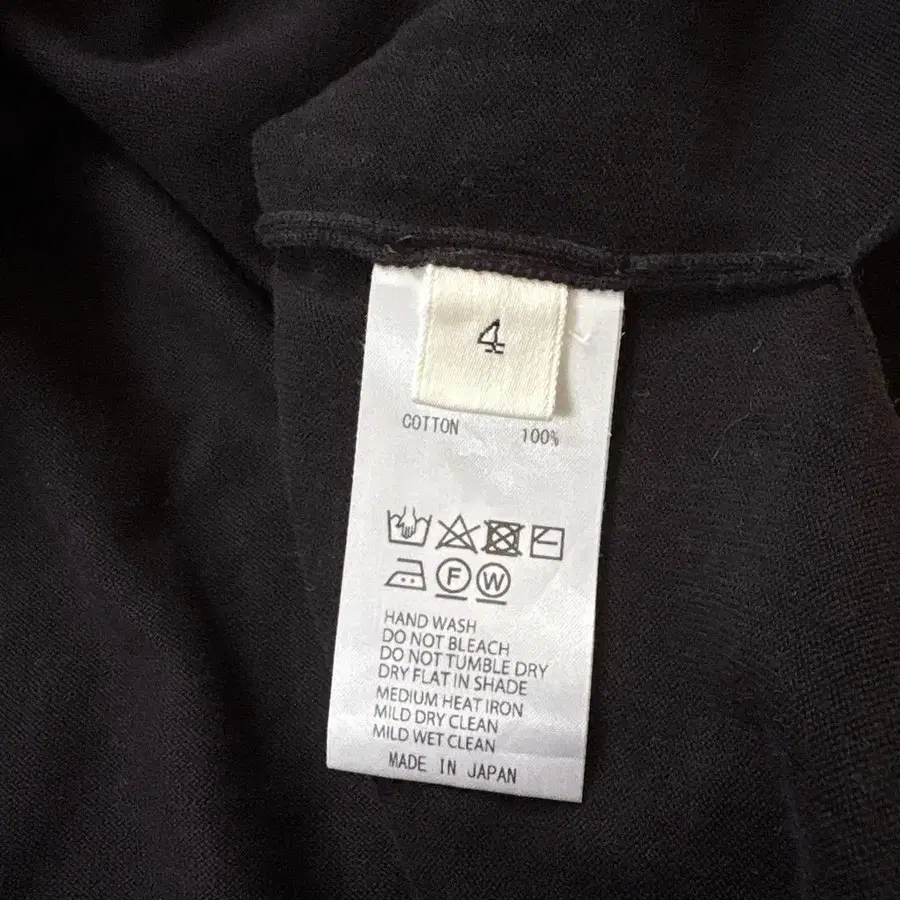 4
COTTON 100%
F W
HAND WASH
DO NOT BLEACH
DO NOT TUMBLE DRY
DRY FLAT IN SHADE
MEDIUM HEAT IRON
MILD DRY CLEAN
MILD WET CLEAN
MADE IN JAPAN